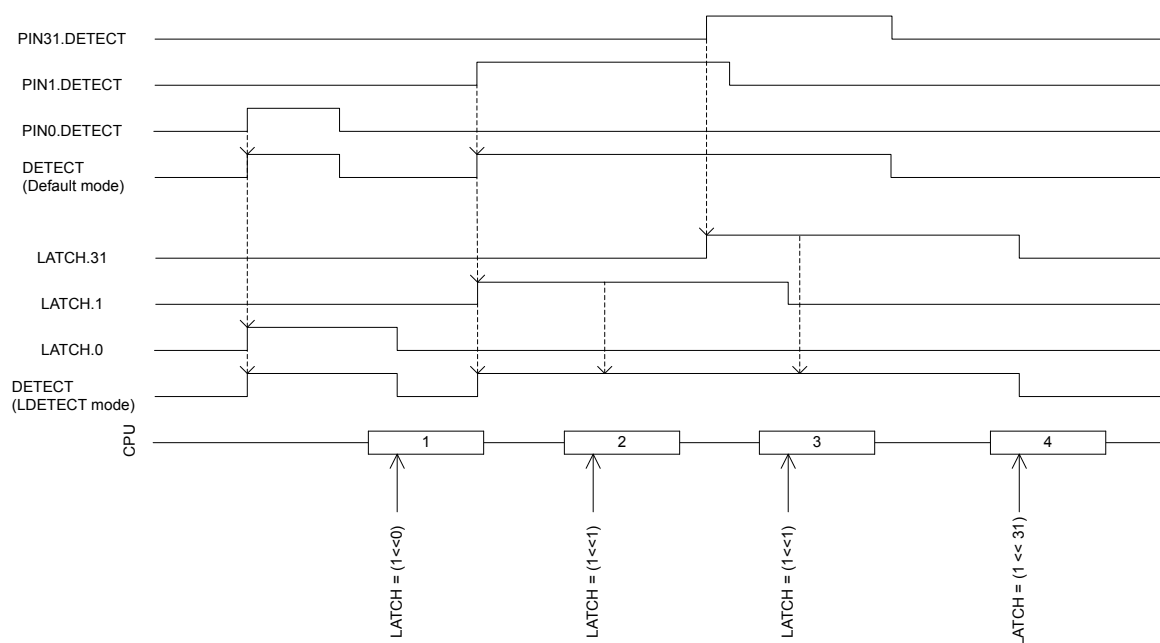 PIN31.DETECT
PIN1.DETECT
PIN0.DETECT
DETECT
(Default mode)
LATCH.31
LATCH.1
LATCH.0
DETECT
(LDETECT mode)
CPU
1
2
3
4
LATCH = (1<<0)
LATCH = (1<<1)
LATCH = (1<<1)
ATCH = (1 << 31)